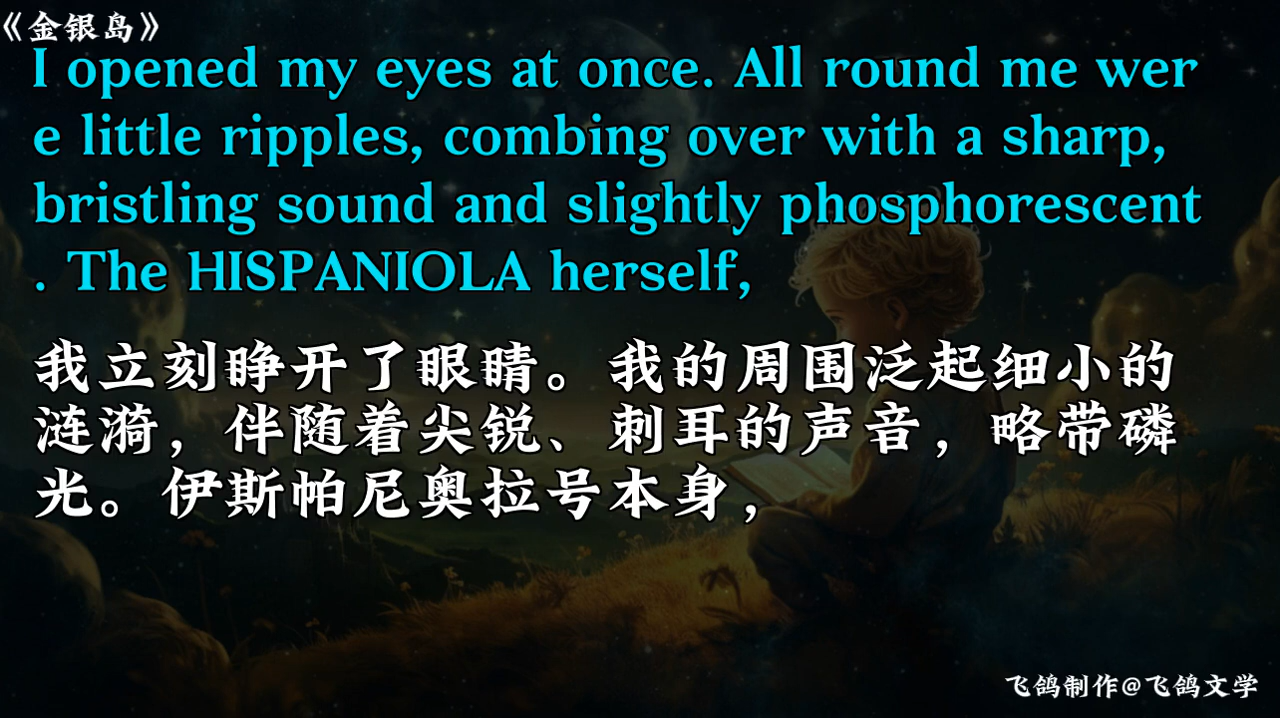 《金银岛》
I opened my eyes at once. All round me wer
e little ripples, combing over with a sharp,
bristling sound and slightly phosphorescent
. The HISPANIOLA herself,
我立刻睁开了眼睛。我的周围泛起细小的
涟漪，伴随着尖锐、刺耳的声音，略带磷
光。伊斯帕尼奥拉号本身，
飞鸽制作@飞鸽文学